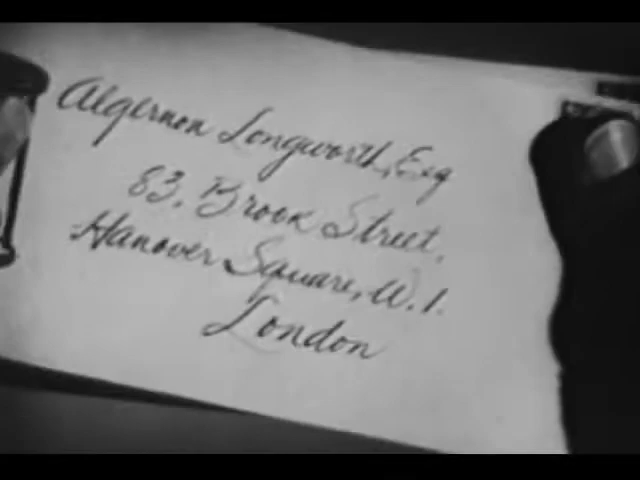 Algernon Longworth, Esq
83, Brook Street,
Hanover Square, W.1.
London